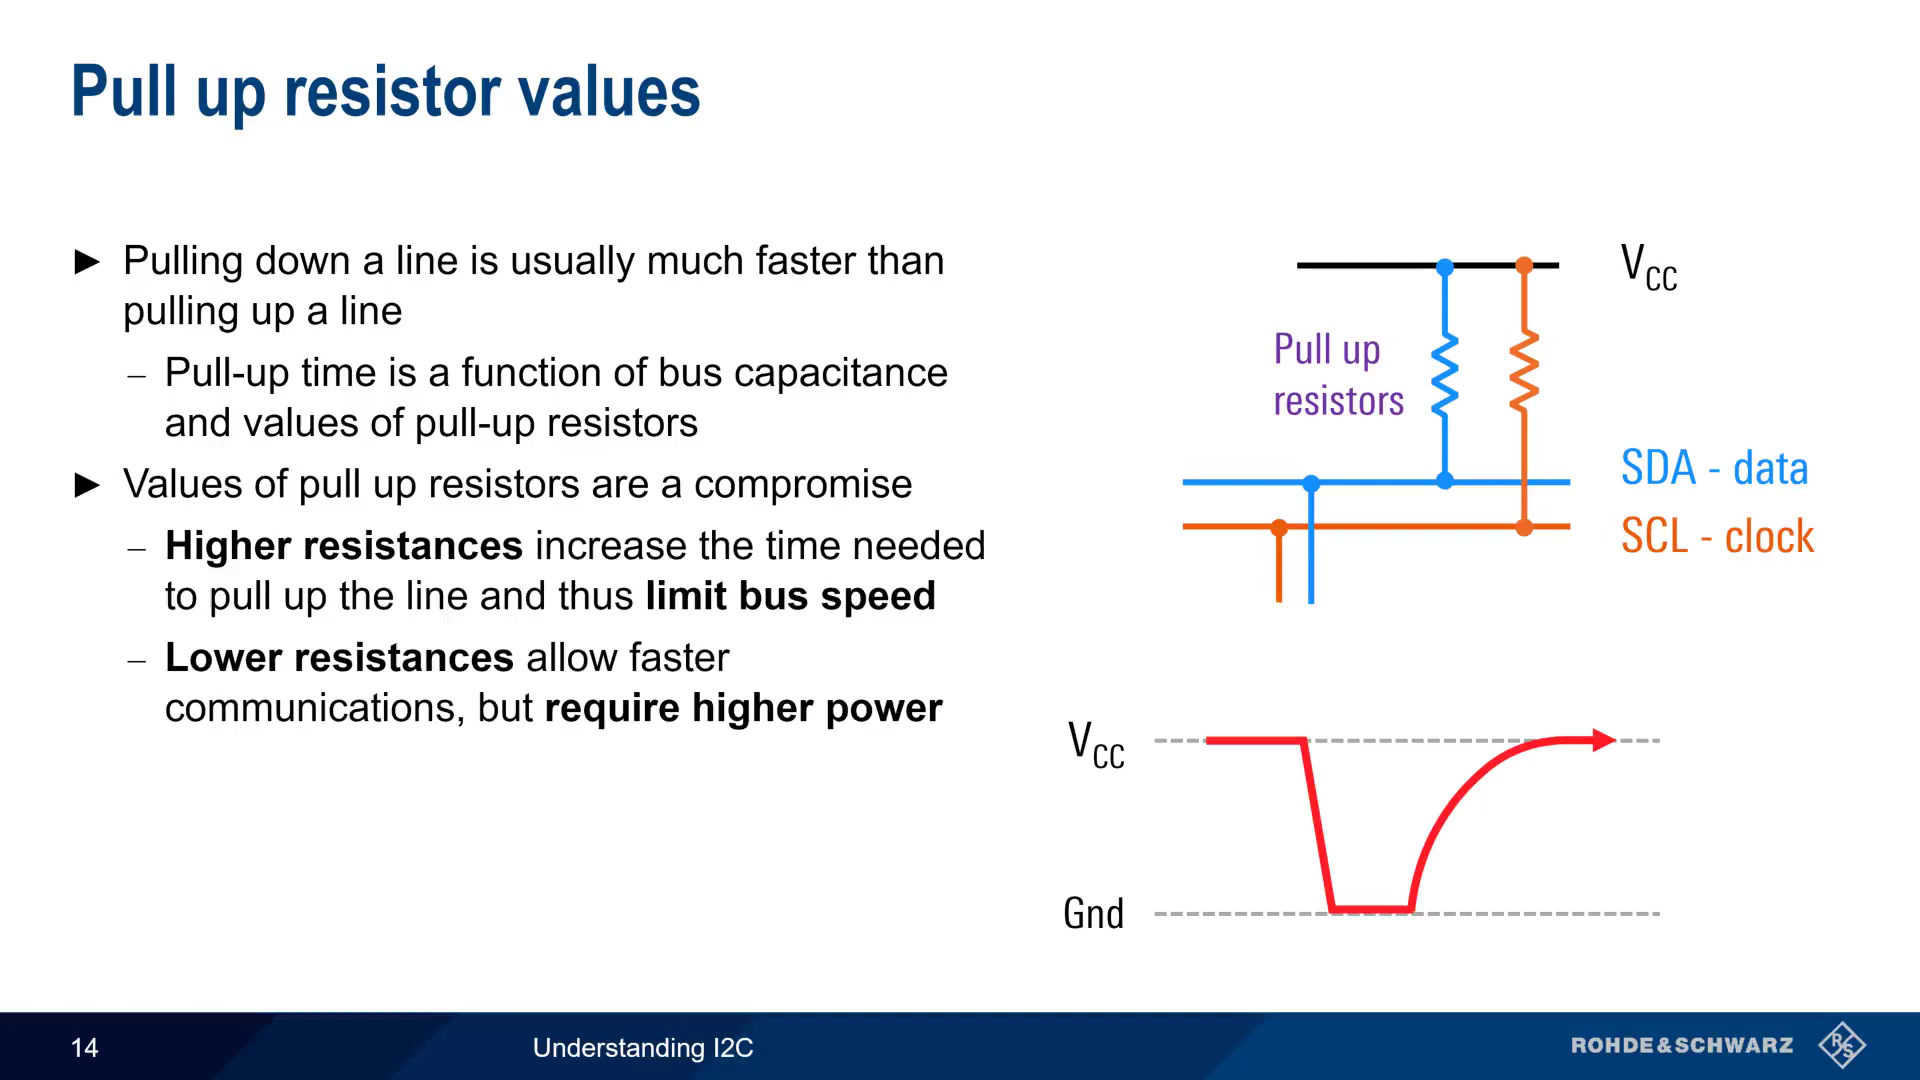 Pull up resistor values
► Pulling down a line is usually much faster than
pulling up a line
– Pull-up time is a function of bus capacitance
and values of pull-up resistors
► Values of pull up resistors are a compromise
– Higher resistances increase the time needed
to pull up the line and thus limit bus speed
– Lower resistances allow faster
communications, but require higher power
VCC
Pull up
resistors
SDA - data
SCL - clock
VCC
Gnd
14
Understanding I2C
ROHDE&SCHWARZ
RS